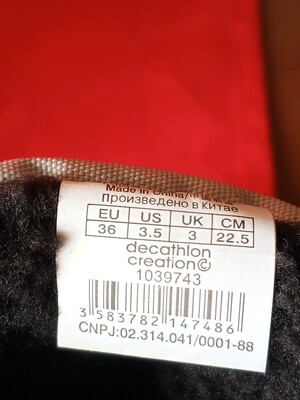 Made in China/
Произведено в Китае
EU US UK CM
36 3.5 3 22.5
decathlon
creation©
1039743
3 583782 147486
CNPJ:02.314.041/0001-88